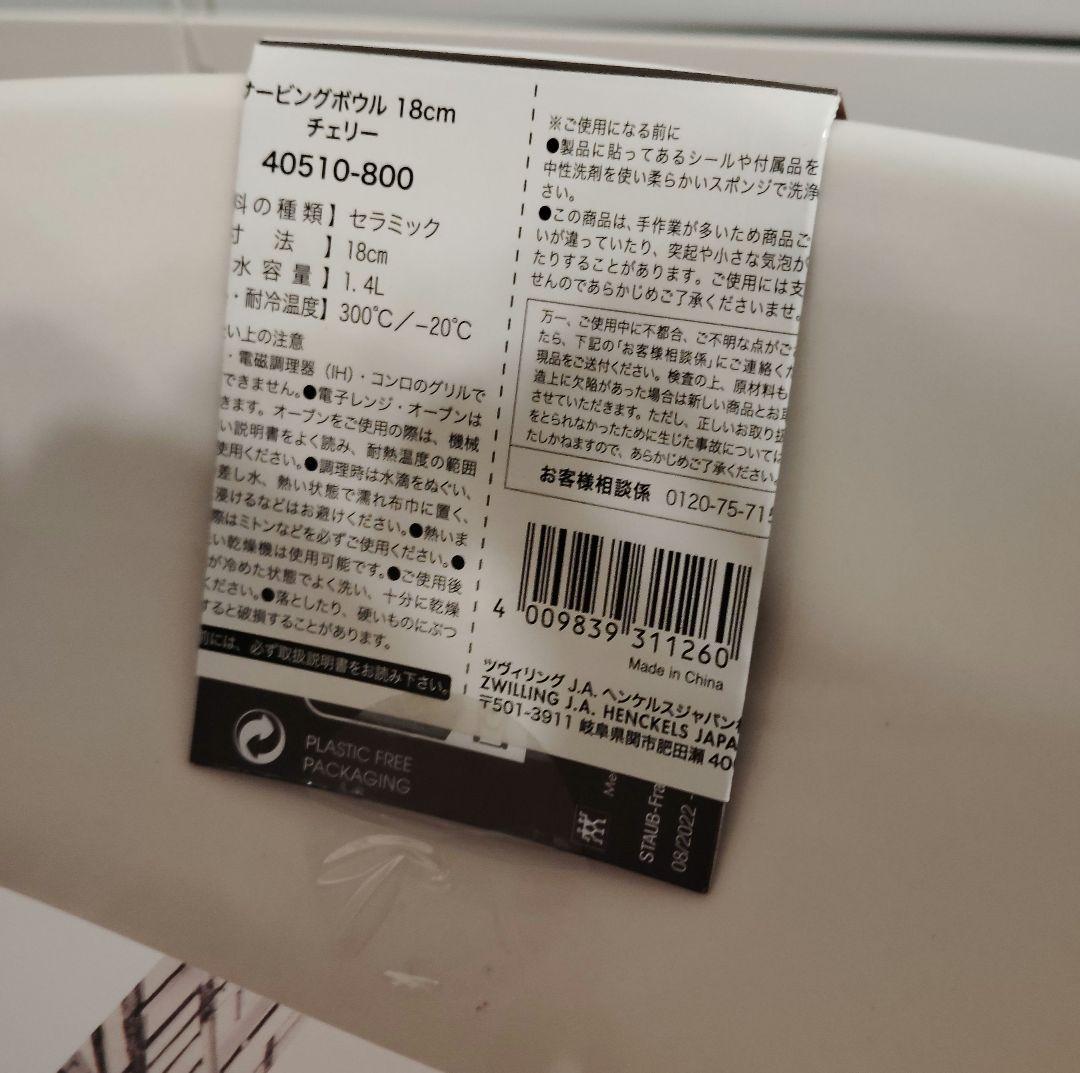 サービングボウル 18cm
チェリー
40510-800
料の種類】セラミック
寸 法 】18cm
水容量】1.4L
・耐冷温度】300℃／-20℃
い上の注意
・電磁調理器（IH）・コンロのグリルで
できません。●電子レンジ・オーブンは
きます。オーブンをご使用の際は、機械
い説明書をよく読み、耐熱温度の範囲
使用ください。●調理時は水滴をぬぐい、
差し水、熱い状態で濡れ布巾に置く、
浸けるなどはお避けください。●熱いま
際はミトンなどを必ずご使用ください。●
い乾燥機は使用可能です。●ご使用後
が冷めた状態でよく洗い、十分に乾燥
ください。●落としたり、硬いものにぶつ
すると破損することがあります。
前には、必ず取扱説明書をお読み下さい。
※ご使用になる前に
●製品に貼ってあるシールや付属品を
中性洗剤を使い柔らかいスポンジで洗浄
さい。
●この商品は、手作業が多いため商品ご
いが違っていたり、突起や小さな気泡が
たりすることがあります。ご使用には支
せんのであらかじめご了承くださいませ。
万一、ご使用中に不都合、ご不明な点がご
たら、下記の「お客様相談係」にご連絡くだ
現品をご送付ください。検査の上、原材料も
造上に欠陥があった場合は新しい商品とお取
させていただきます。ただし、正しいお取り扱
をとられなかったために生じた事故については
たしかねますので、あらかじめご了承ください。
お客様相談係 0120-75-715
4 009839 311260
Made in China
ツヴィリング J.A. ヘンケルスジャパン
ZWILLING J.A. HENCKELS JAPA
〒501-3911 岐阜県関市肥田瀬 40
PLASTIC FREE
PACKAGING
Me
STAUB-Fra
08/2022 -